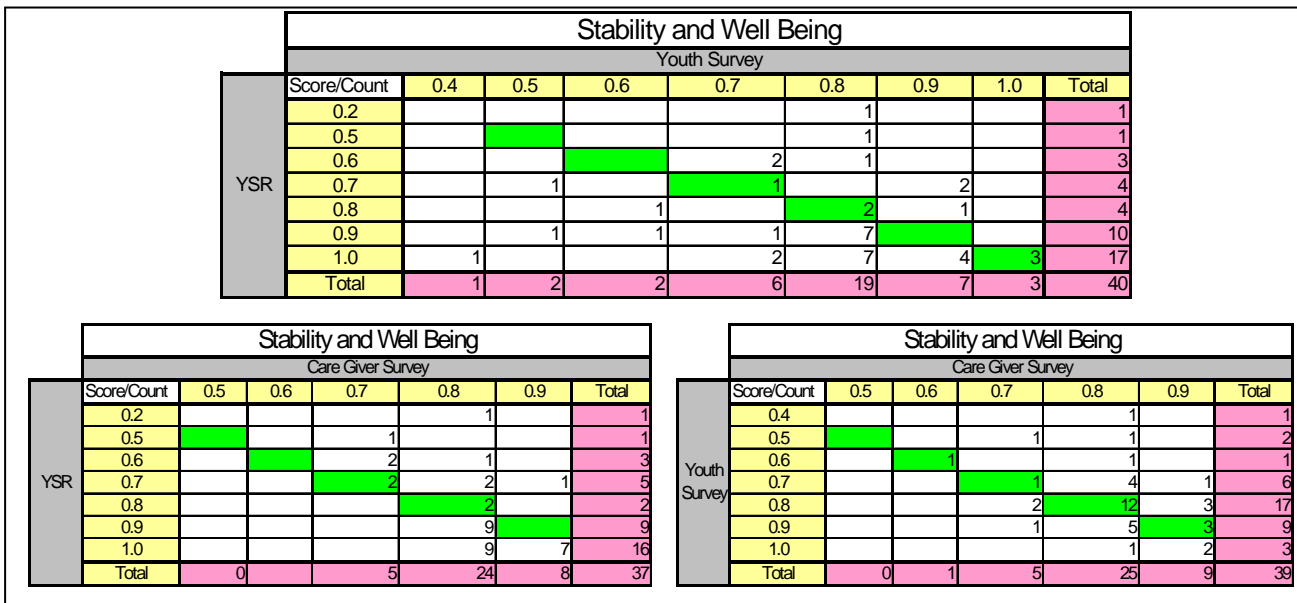 Stability and Well Being
Youth Survey
Score/Count 0.4 0.5 0.6 0.7 0.8 0.9 1.0 Total
0.2 1 1
0.5 1 1
0.6 2 1 3
YSR 0.7 1 1 2 4
0.8 1 2 1 4
0.9 1 1 1 7 10
1.0 1 2 7 4 3 17
Total 1 2 2 6 19 7 3 40
Stability and Well Being
Care Giver Survey
Score/Count 0.5 0.6 0.7 0.8 0.9 Total
0.2 1 1
0.5 1 1
0.6 2 1 3
YSR 0.7 2 2 1 5
0.8 2 2
0.9 9 9
1.0 9 7 16
Total 0 5 24 8 37
Stability and Well Being
Care Giver Survey
Score/Count 0.5 0.6 0.7 0.8 0.9 Total
0.4 1 1
0.5 1 1 2
0.6 1 1 1
Youth Survey 0.7 1 4 1 6
0.8 2 12 3 17
0.9 1 5 3 9
1.0 1 2 3
Total 0 1 5 25 9 39